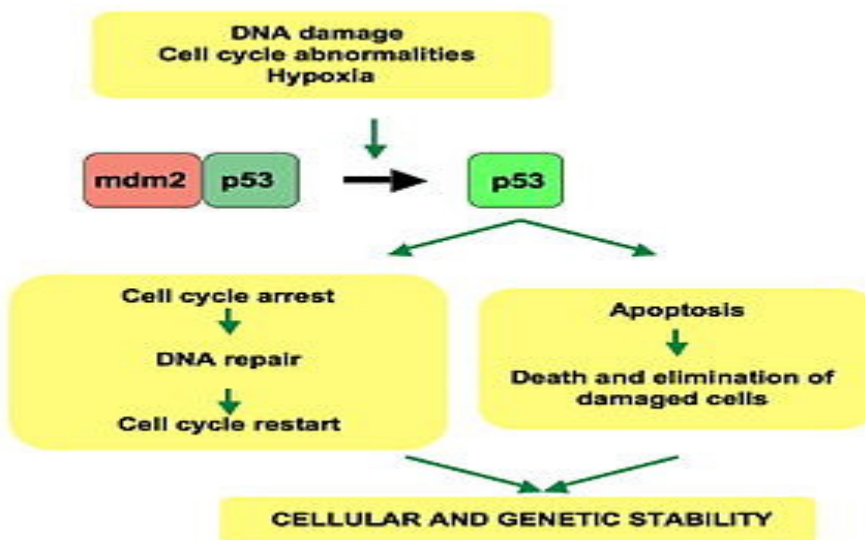 DNA damage
Cell cycle abnormalities
Hypoxia
mdm2 p53 p53
Cell cycle arrest
DNA repair
Cell cycle restart
Apoptosis
Death and elimination of
damaged cells
CELLULAR AND GENETIC STABILITY